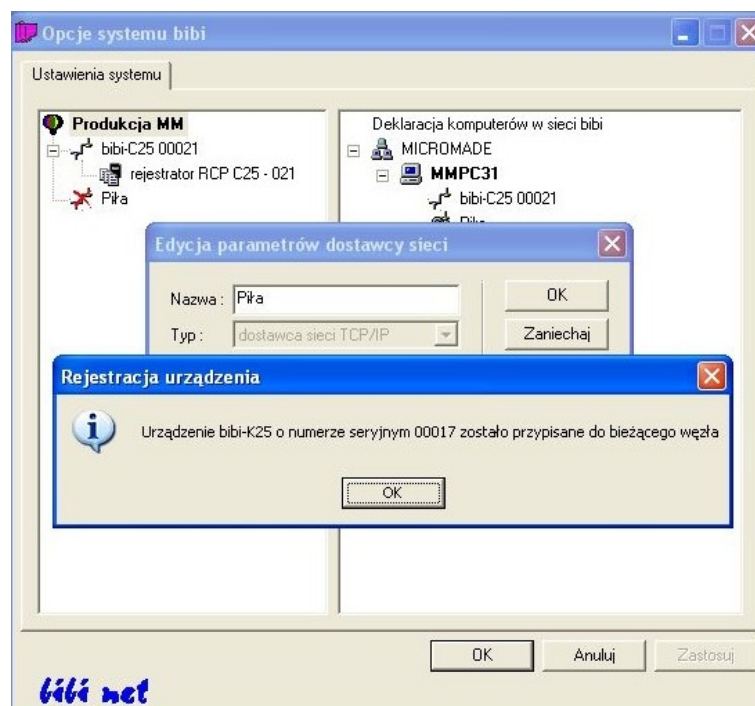 Opcje systemu bibi
Ustawienia systemu
Produkcja MM
bibi-C25 00021
rejestrator RCP C25 - 021
Piła
Deklaracja komputerów w sieci bibi
MICROMADE
MMPC31
bibi-C25 00021
Piła
Edycja parametrów dostawcy sieci
Nazwa :
Piła
OK
Typ :
dostawca sieci TCP/IP
Zaniechaj
Rejestracja urządzenia
Urządzenie bibi-K25 o numerze seryjnym 00017 zostało przypisane do bieżącego węzła
OK
OK
Anuluj
Zastosuj
bibi net